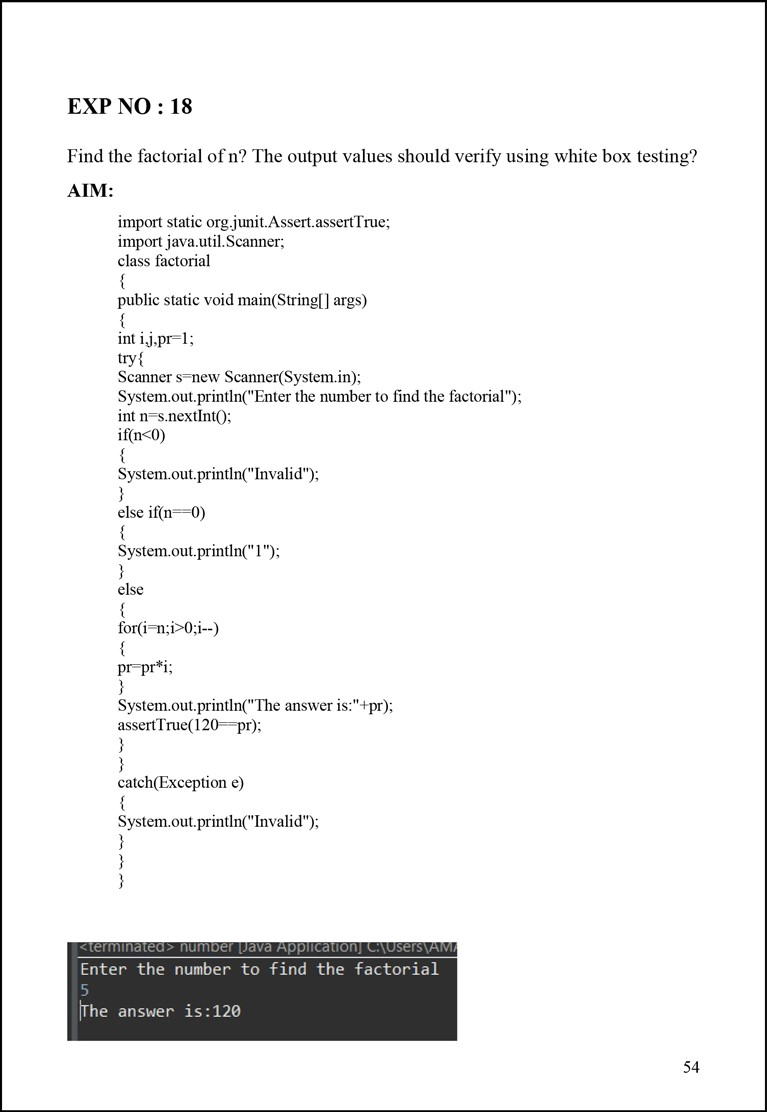 EXP NO : 18
Find the factorial of n? The output values should verify using white box testing?
AIM:
import static org.junit.Assert.assertTrue;
import java.util.Scanner;
class factorial
{
public static void main(String[] args)
{
int i,j,pr=1;
try{
Scanner s=new Scanner(System.in);
System.out.println("Enter the number to find the factorial");
int n=s.nextInt();
if(n<0)
{
System.out.println("Invalid");
}
else if(n==0)
{
System.out.println("1");
}
else
{
for(i=n;i>0;i--)
{
pr=pr*i;
}
System.out.println("The answer is:"+pr);
assertTrue(120==pr);
}
}
catch(Exception e)
{
System.out.println("Invalid");
}
}
}
<terminated> number [Java Application] C:\Users\AMA
Enter the number to find the factorial
5
The answer is:120
54